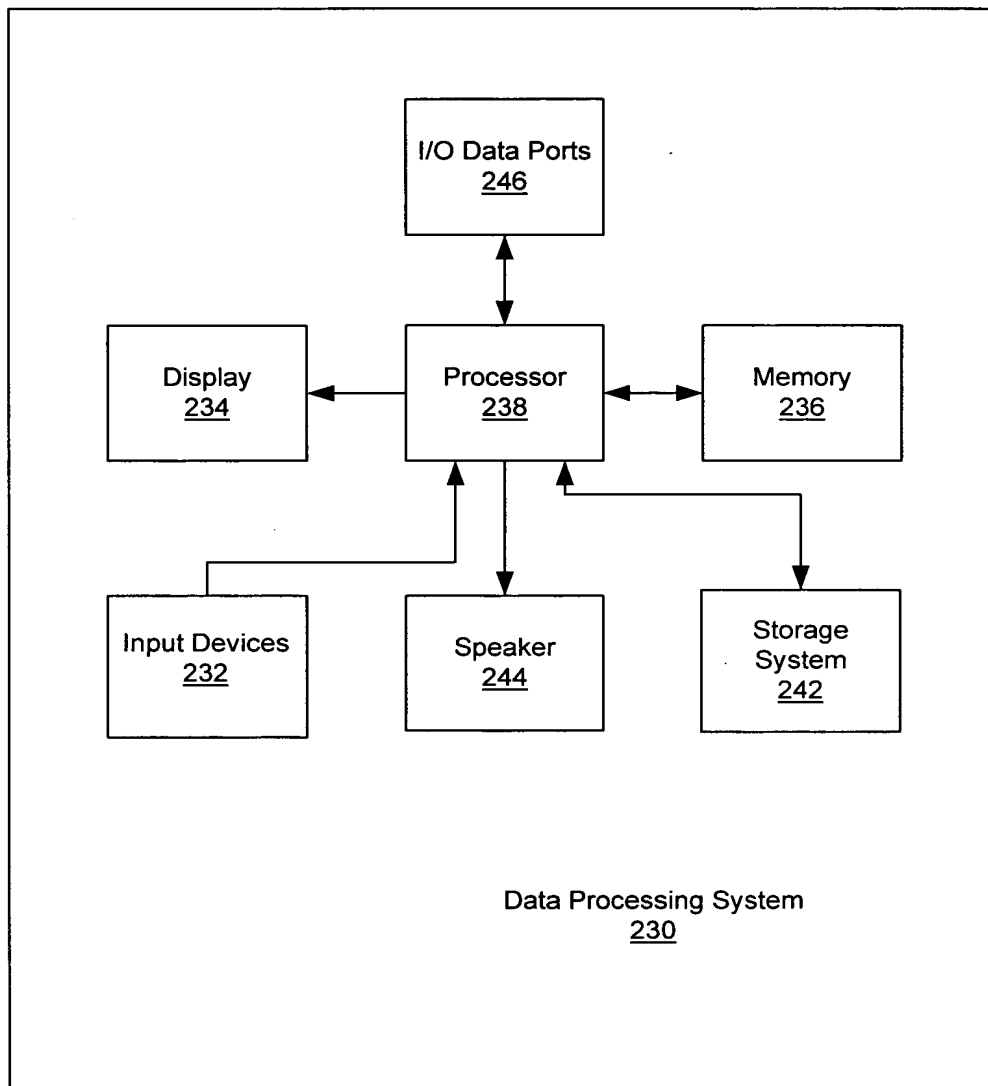 I/O Data Ports
246
Display
234
Processor
238
Memory
236
Input Devices
232
Speaker
244
Storage
System
242
Data Processing System
230